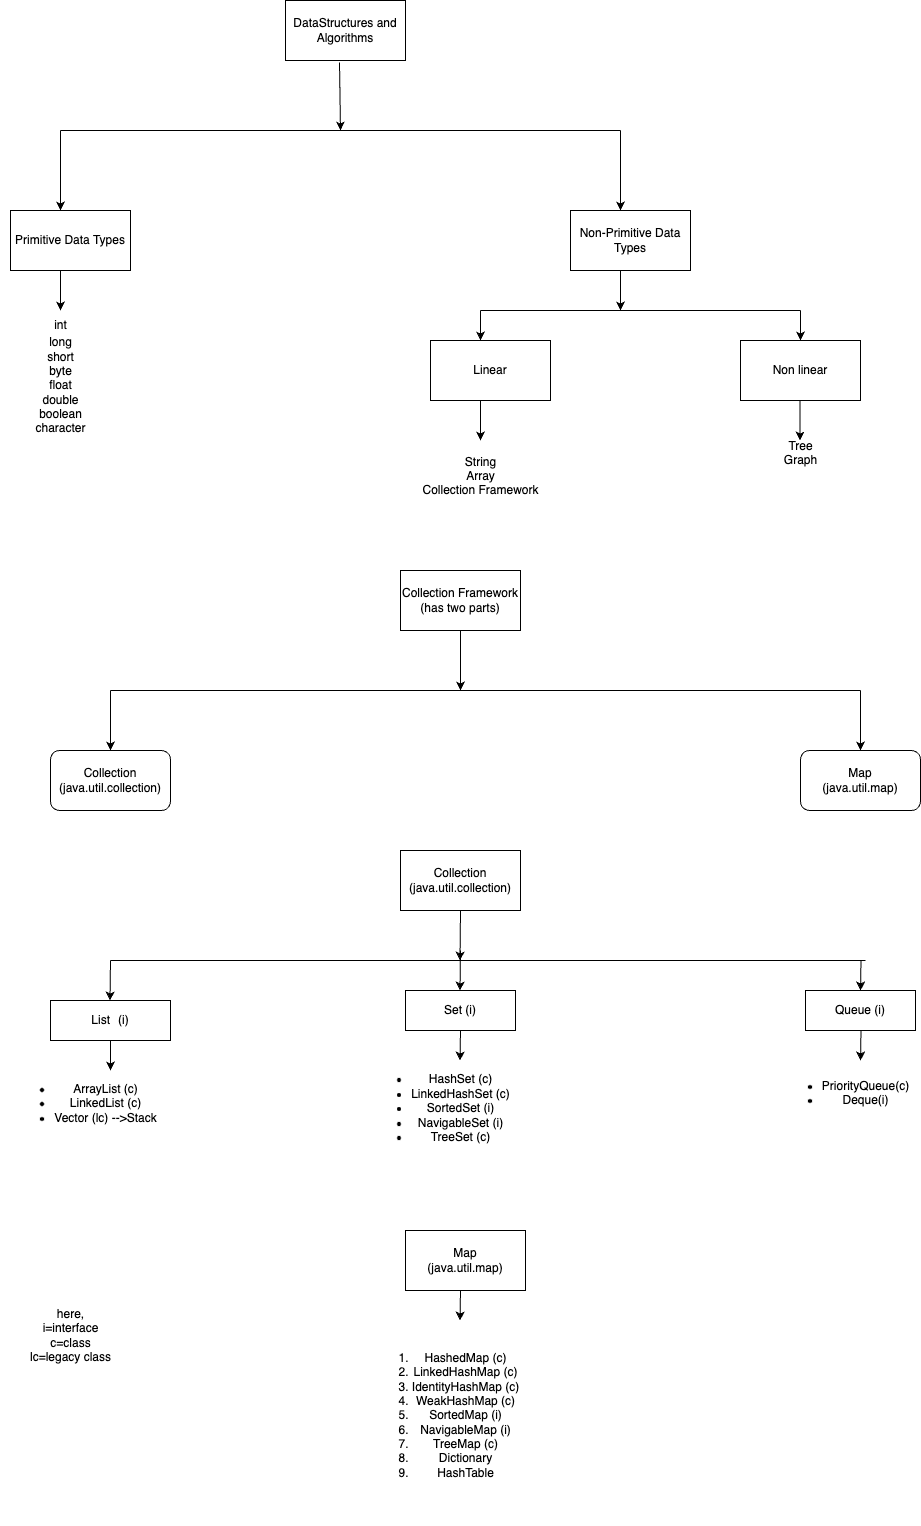 DataStructures and
Algorithms
Primitive Data Types
Non-Primitive Data
Types
int
long
short
byte
float
double
boolean
character
Linear
Non linear
String
Array
Collection Framework
Tree
Graph
Collection Framework
(has two parts)
Collection
(java.util.collection)
Map
(java.util.map)
Collection
(java.util.collection)
List (i)
Set (i)
Queue (i)
• ArrayList (c)
• LinkedList (c)
• Vector (lc) -->Stack
• HashSet (c)
• LinkedHashSet (c)
• SortedSet (i)
• NavigableSet (i)
• TreeSet (c)
• PriorityQueue(c)
• Deque(i)
Map
(java.util.map)
here,
i=interface
c=class
lc=legacy class
1. HashedMap (c)
2. LinkedHashMap (c)
3. IdentityHashMap (c)
4. WeakHashMap (c)
5. SortedMap (i)
6. NavigableMap (i)
7. TreeMap (c)
8. Dictionary
9. HashTable